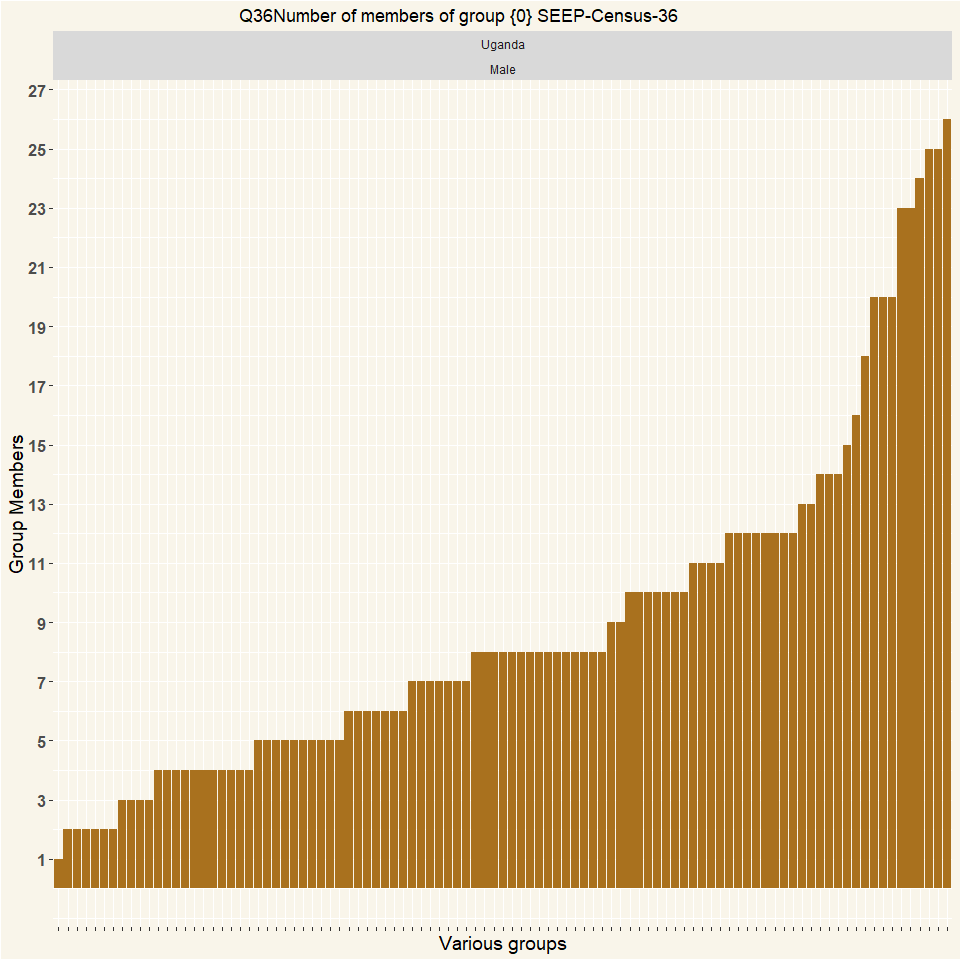 Q36Number of members of group {0} SEEP-Census-36
Uganda
Male
27
25
23
21
19
17
15
13
11
9
7
5
3
1
Group Members
Various groups